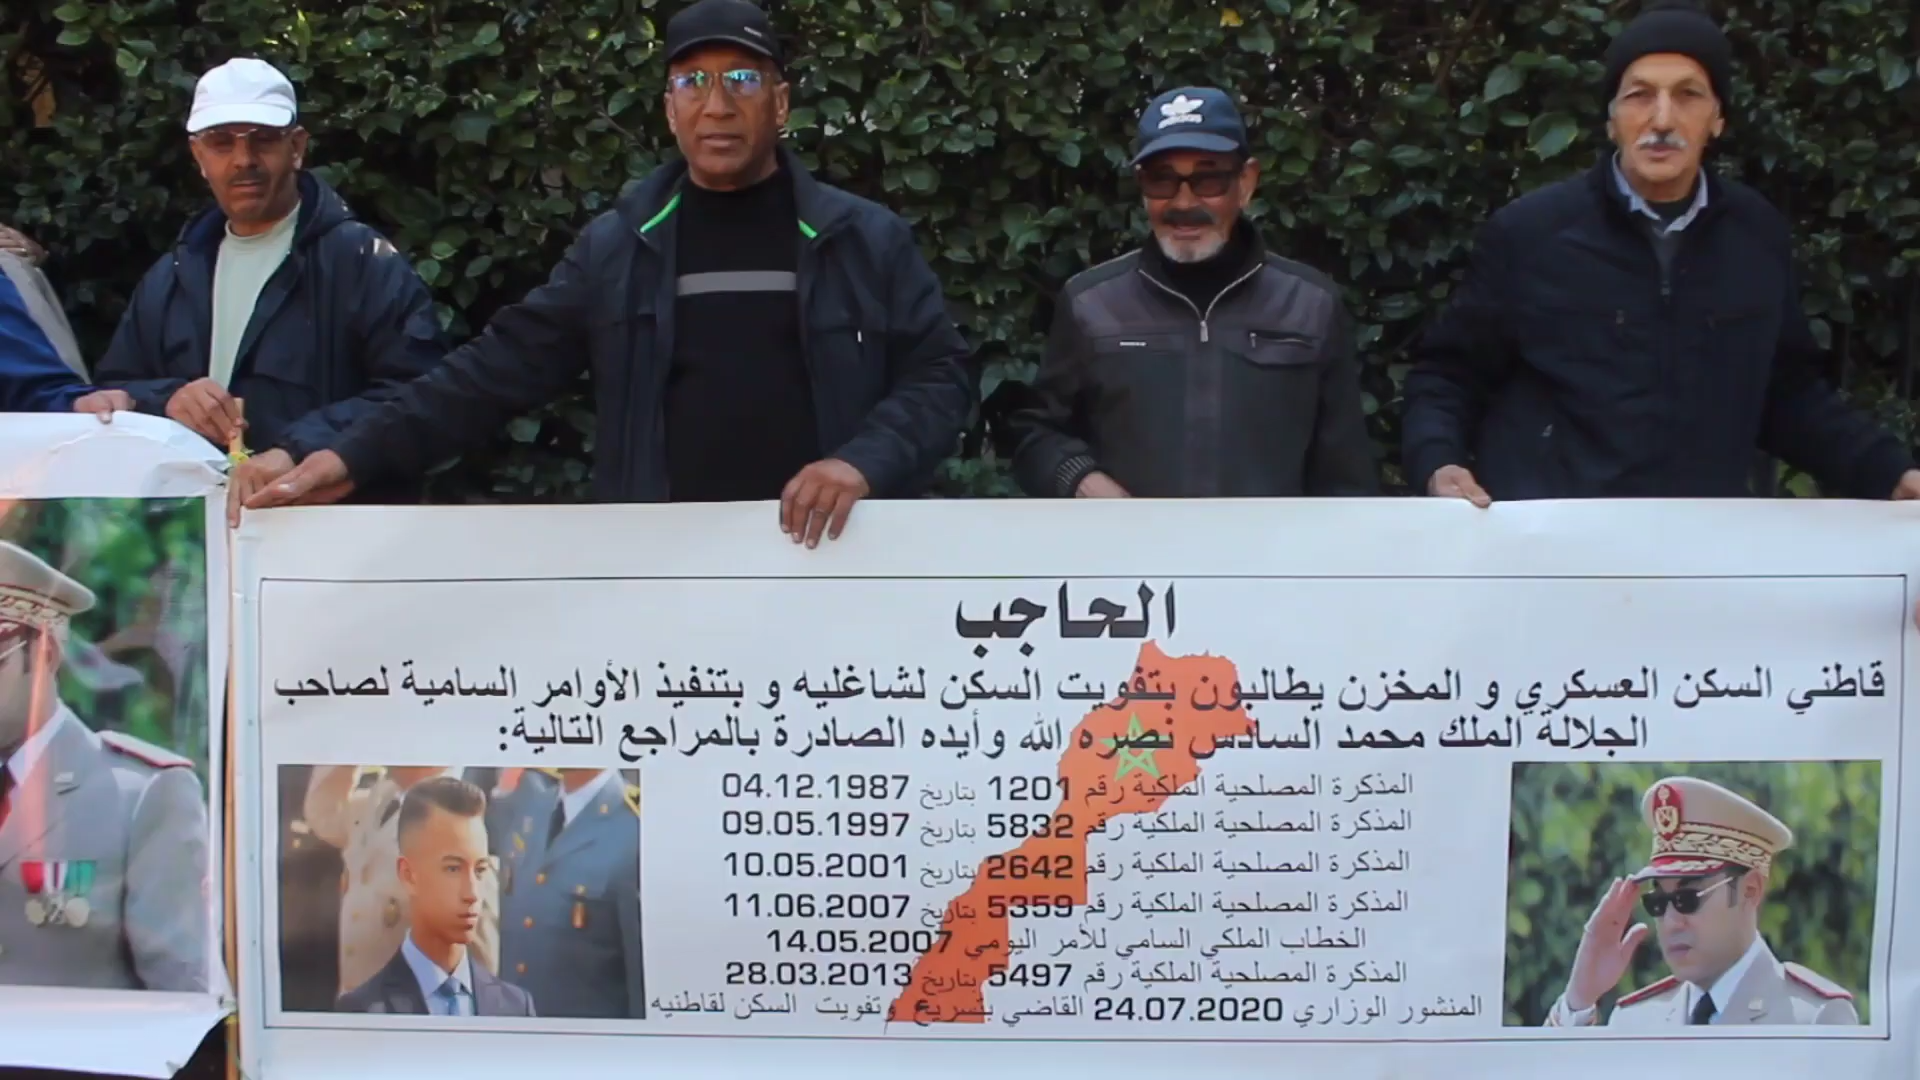 adidas
الحاجب
قاطني السكن العسكري و المخزن يطالبون بتفويت السكن لشاغليه و بتنفيذ الأوامر السامية لصاحب
الجلالة الملك محمد السادس نصره الله وأيده الصادرة بالمراجع التالية:
المذكرة المصلحية الملكية رقم 1201 بتاريخ 04.12.1987
المذكرة المصلحية الملكية رقم 5832 بتاريخ 09.05.1997
المذكرة المصلحية الملكية رقم 2642 بتاريخ 10.05.2001
المذكرة المصلحية الملكية رقم 5359 بتاريخ 11.06.2007
الخطاب الملكي السامي للأمر اليومي 14.05.2007
المذكرة المصلحية الملكية رقم 5497 بتاريخ 28.03.2013
المنشور الوزاري 24.07.2020 القاضي بتسريع وتفويت السكن لقاطنيه